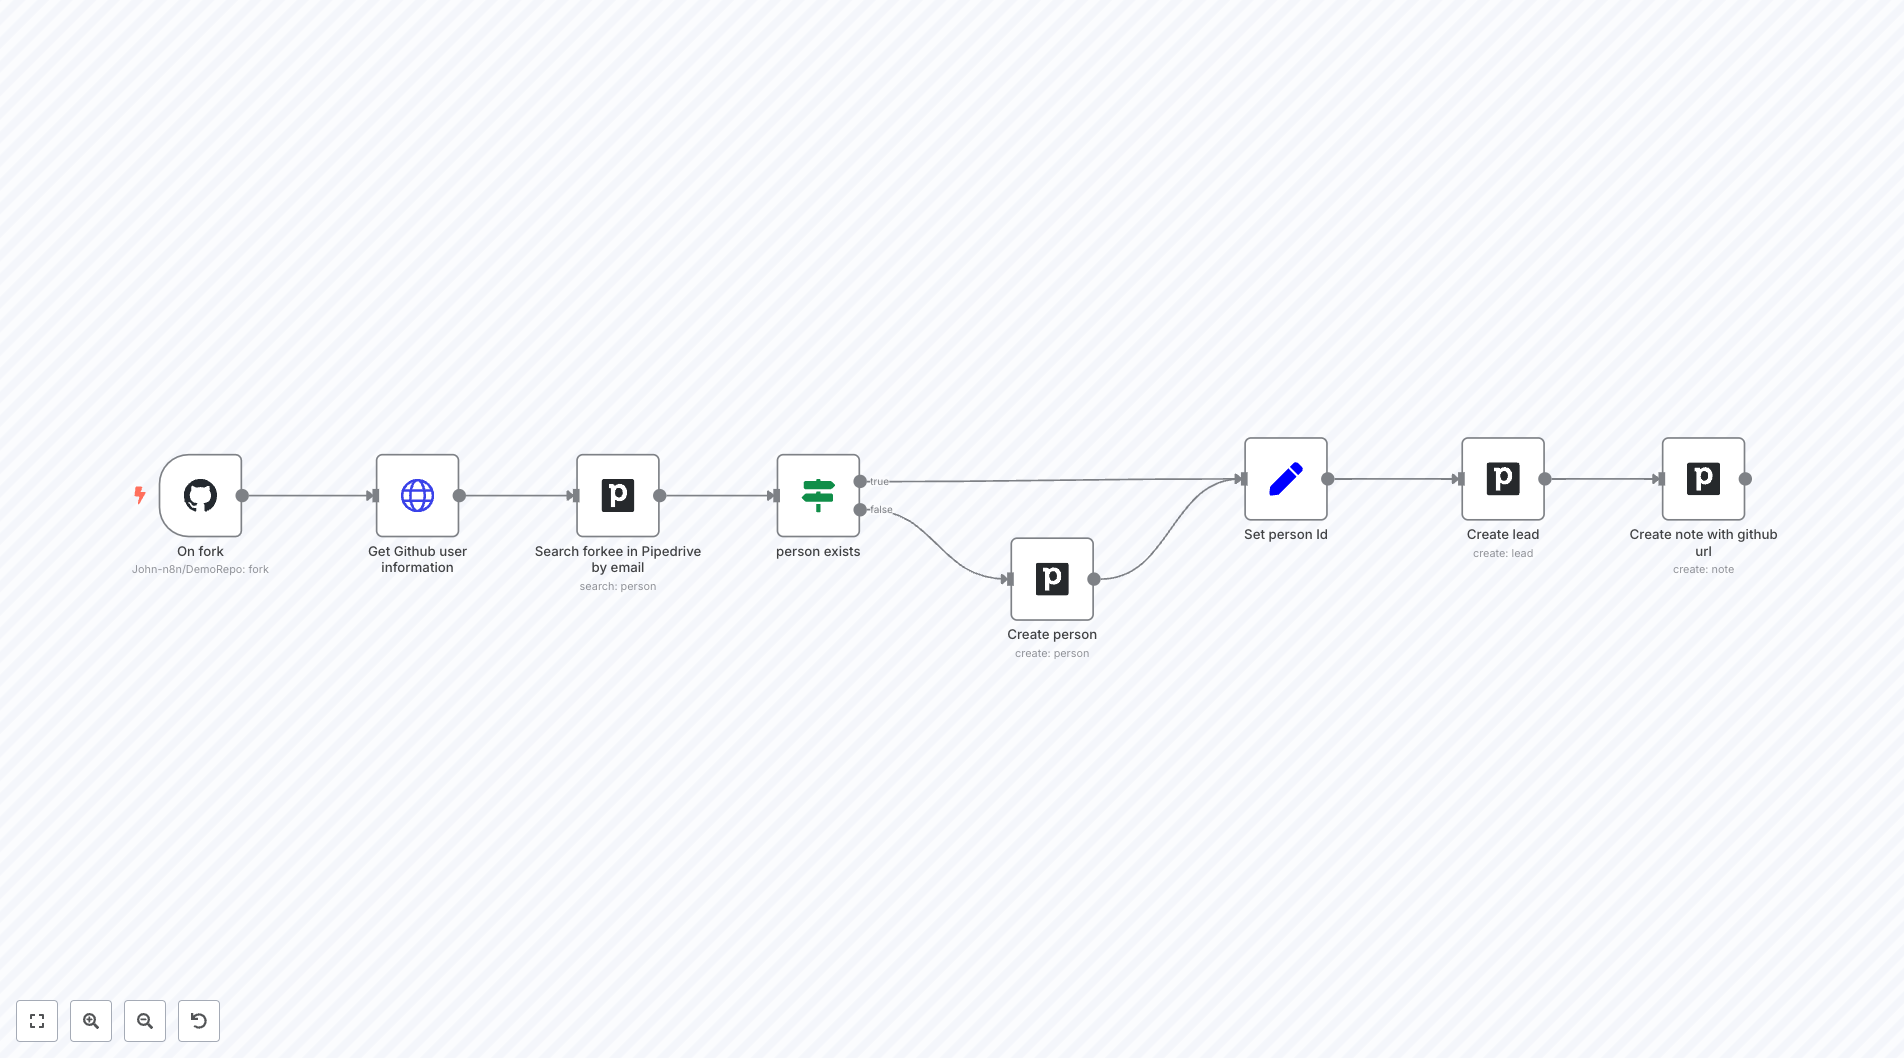 On fork
John-n8n/DemoRepo: fork
Get Github user
information
Search forkee in Pipedrive
by email
search: person
person exists
true
false
Create person
create: person
Set person Id
Create lead
create: lead
Create note with github
url
create: note